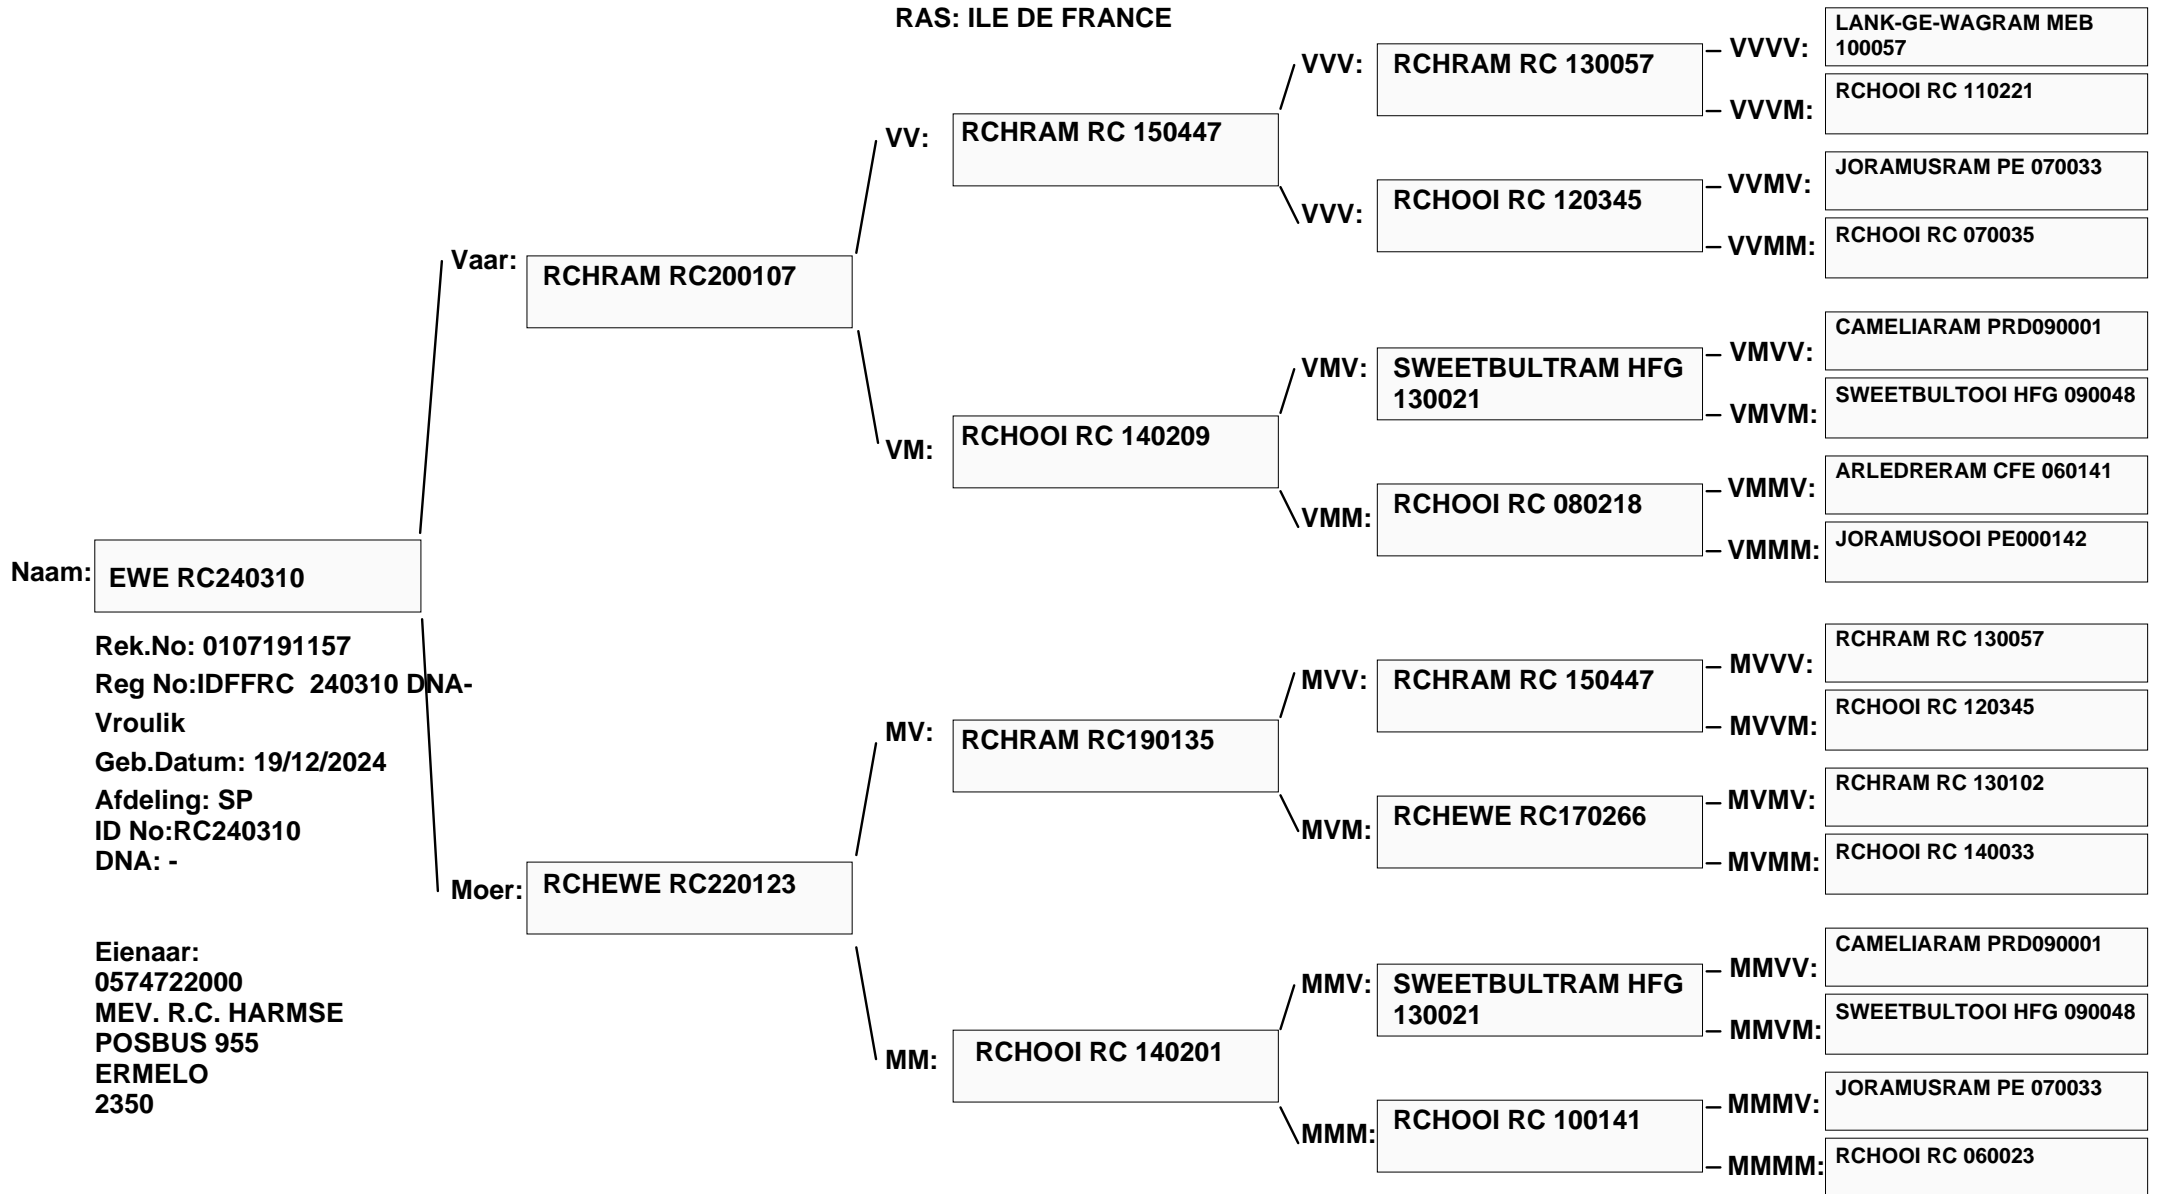 RAS: ILE DE FRANCE
Naam:
EWE RC240310
Rek.No: 0107191157
Reg No:IDFFRC  240310 DNA-
Vroulik
Geb.Datum: 19/12/2024
Afdeling: SP
ID No:RC240310
DNA: -
Eienaar:
0574722000
MEV. R.C. HARMSE
POSBUS 955
ERMELO
2350
Vaar:
RCHRAM RC200107
Moer:
RCHEWE RC220123
VV:
RCHRAM RC 150447
VM:
RCHOOI RC 140209
MV:
RCHRAM RC190135
MM:
RCHOOI RC 140201
VVV:
RCHRAM RC 130057
VVV:
RCHOOI RC 120345
VMV:
SWEETBULTRAM HFG
130021
VMM:
RCHOOI RC 080218
MVV:
RCHRAM RC 150447
MVM:
RCHEWE RC170266
MMV:
SWEETBULTRAM HFG
130021
MMM:
RCHOOI RC 100141
VVVV:
LANK-GE-WAGRAM MEB
100057
VVVM:
RCHOOI RC 110221
VVMV:
JORAMUSRAM PE 070033
VVMM:
RCHOOI RC 070035
VMVV:
CAMELIARAM PRD090001
VMVM:
SWEETBULTOOI HFG 090048
VMMV:
ARLEDRERAM CFE 060141
VMMM:
JORAMUSOOI PE000142
MVVV:
RCHRAM RC 130057
MVVM:
RCHOOI RC 120345
MVMV:
RCHRAM RC 130102
MVMM:
RCHOOI RC 140033
MMVV:
CAMELIARAM PRD090001
MMVM:
SWEETBULTOOI HFG 090048
MMMV:
JORAMUSRAM PE 070033
MMMM:
RCHOOI RC 060023